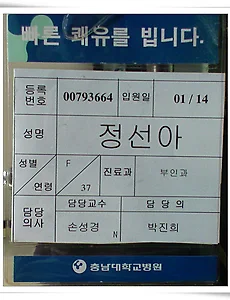 빠른 쾌유를 빕니다.
등록번호 00793664 입원일 01 / 14
성명 정선아
성별 / 연령 F / 37 진료과 부인과
담당의사 담당교수 담 당 의
손성경 N 박진희
충남대학교병원